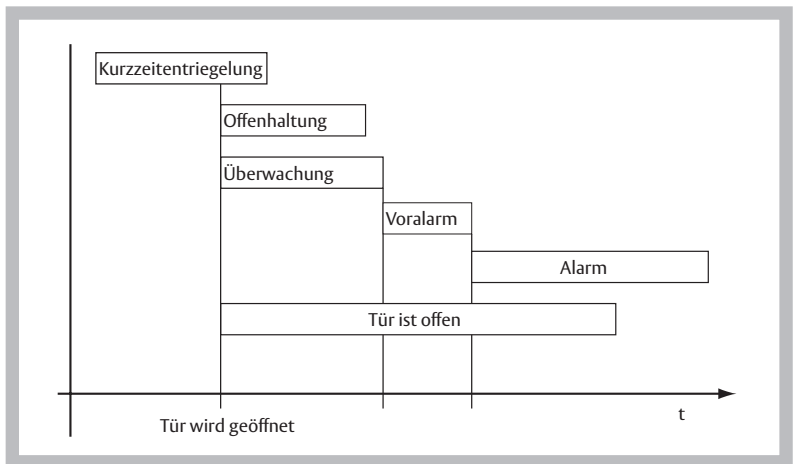 Kurzzeitentriegelung
Offenhaltung
Überwachung
Voralarm
Alarm
Tür ist offen
t
Tür wird geöffnet